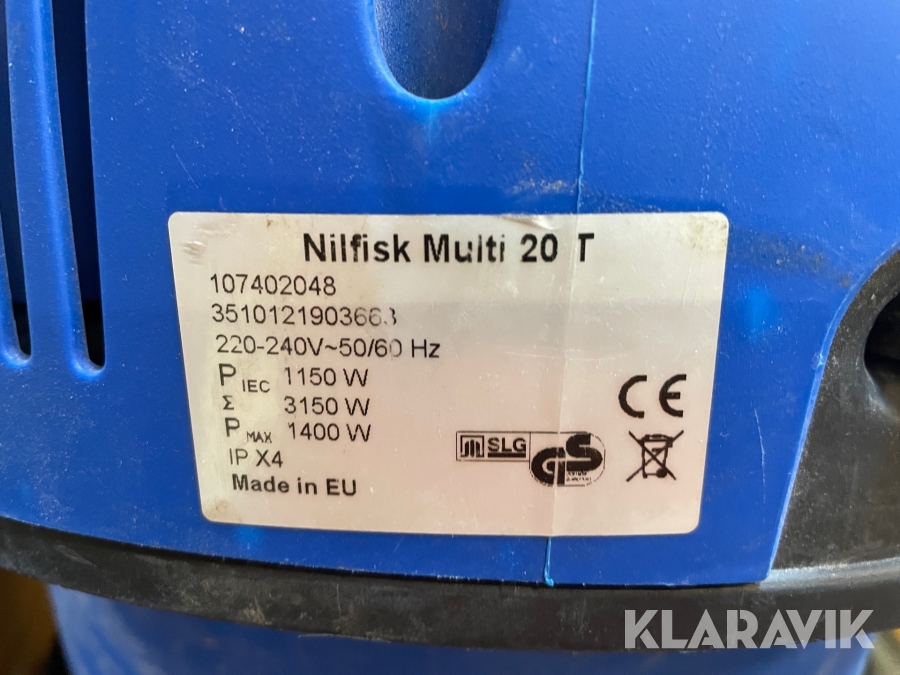 Nilfisk Multi 20 T
107402048
3510121903663
220-240V~50/60 Hz
P IEC 1150 W
Σ 3150 W
P MAX 1400 W
IP X4
Made in EU
SLG
GS
CE
KLARAVIK